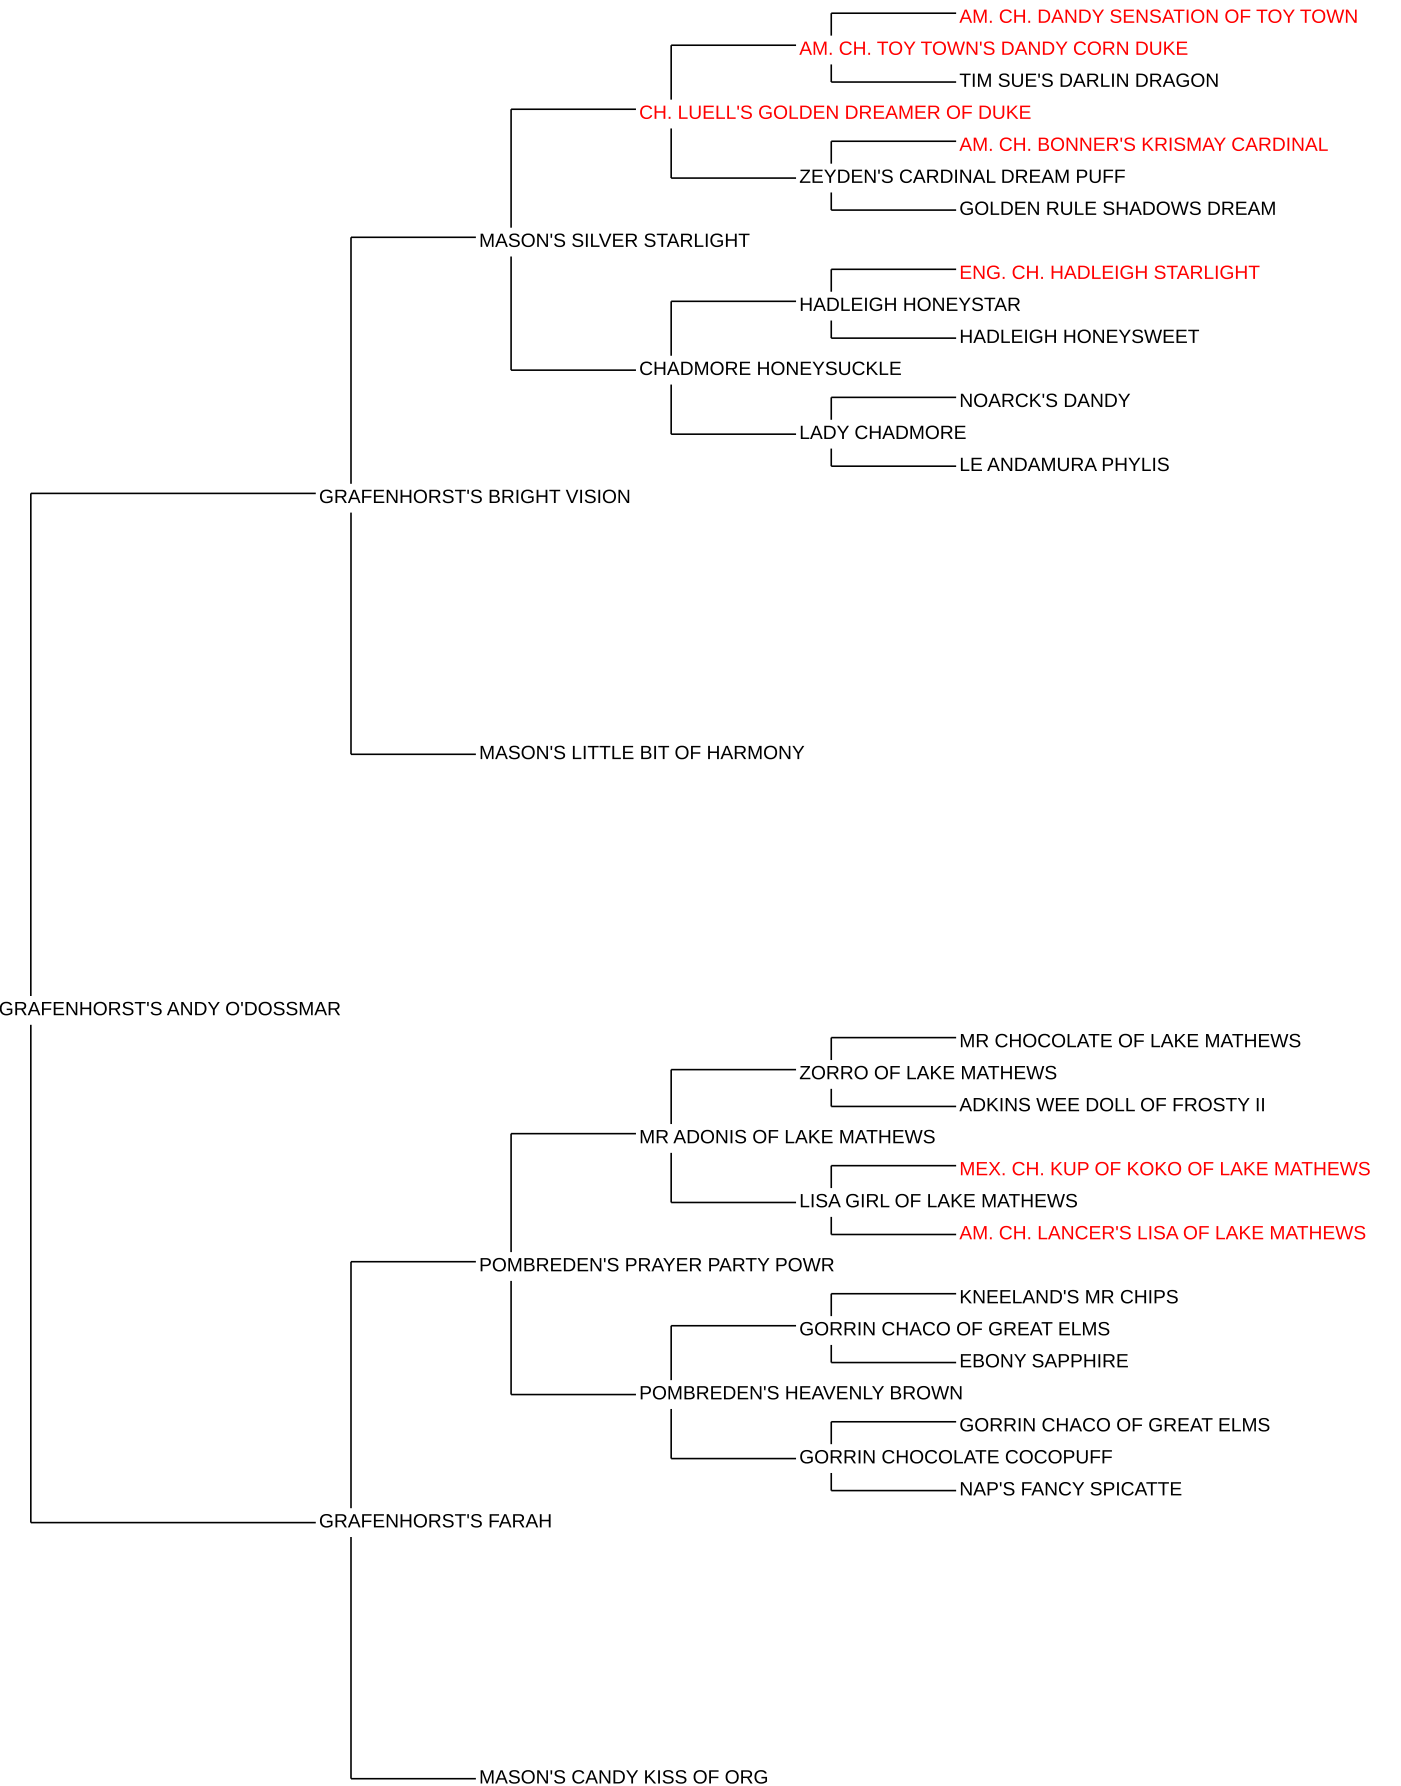 AM. CH. DANDY SENSATION OF TOY TOWN
AM. CH. TOY TOWN'S DANDY CORN DUKE
TIM SUE'S DARLIN DRAGON
CH. LUELL'S GOLDEN DREAMER OF DUKE
AM. CH. BONNER'S KRISMAY CARDINAL
ZEYDEN'S CARDINAL DREAM PUFF
GOLDEN RULE SHADOWS DREAM
MASON'S SILVER STARLIGHT
ENG. CH. HADLEIGH STARLIGHT
HADLEIGH HONEYSTAR
HADLEIGH HONEYSWEET
CHADMORE HONEYSUCKLE
NOARCK'S DANDY
LADY CHADMORE
LE ANDAMURA PHYLIS
GRAFENHORST'S BRIGHT VISION
MASON'S LITTLE BIT OF HARMONY
GRAFENHORST'S ANDY O'DOSSMAR
MR CHOCOLATE OF LAKE MATHEWS
ZORRO OF LAKE MATHEWS
ADKINS WEE DOLL OF FROSTY II
MR ADONIS OF LAKE MATHEWS
MEX. CH. KUP OF KOKO OF LAKE MATHEWS
LISA GIRL OF LAKE MATHEWS
AM. CH. LANCER'S LISA OF LAKE MATHEWS
POMBREDEN'S PRAYER PARTY POWR
KNEELAND'S MR CHIPS
GORRIN CHACO OF GREAT ELMS
EBONY SAPPHIRE
POMBREDEN'S HEAVENLY BROWN
GORRIN CHACO OF GREAT ELMS
GORRIN CHOCOLATE COCOPUFF
NAP'S FANCY SPICATTE
GRAFENHORST'S FARAH
MASON'S CANDY KISS OF ORG